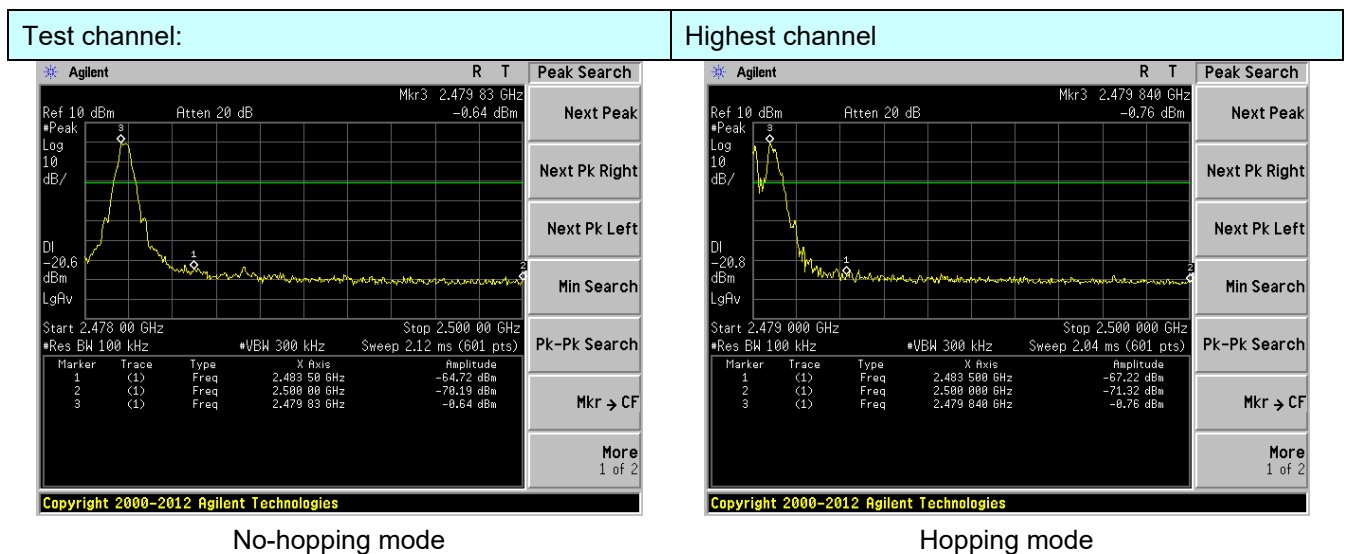 Test channel: Highest channel
Agilent R T Peak Search
Mkr3 2.479 83 GHz
Ref 10 dBm Atten 20 dB -0.64 dBm
#Peak
Log
10
dB/
3
1
2
DI
-20.6
dBm
LgAv
Start 2.478 00 GHz Stop 2.500 00 GHz
#Res BW 100 kHz #VBW 300 kHz Sweep 2.12 ms (601 pts)
Marker Trace Type X Axis Amplitude
1 (1) Freq 2.483 50 GHz -64.72 dBm
2 (1) Freq 2.500 00 GHz -70.19 dBm
3 (1) Freq 2.479 83 GHz -0.64 dBm
Next Peak
Next Pk Right
Next Pk Left
Min Search
Pk-Pk Search
Mkr → CF
More
1 of 2
Copyright 2000-2012 Agilent Technologies
No-hopping mode
Agilent R T Peak Search
Mkr3 2.479 840 GHz
Ref 10 dBm Atten 20 dB -0.76 dBm
#Peak
Log
10
dB/
3
1
2
DI
-20.8
dBm
LgAv
Start 2.479 000 GHz Stop 2.500 000 GHz
#Res BW 100 kHz #VBW 300 kHz Sweep 2.04 ms (601 pts)
Marker Trace Type X Axis Amplitude
1 (1) Freq 2.483 500 GHz -67.22 dBm
2 (1) Freq 2.500 000 GHz -71.32 dBm
3 (1) Freq 2.479 840 GHz -0.76 dBm
Next Peak
Next Pk Right
Next Pk Left
Min Search
Pk-Pk Search
Mkr → CF
More
1 of 2
Copyright 2000-2012 Agilent Technologies
Hopping mode